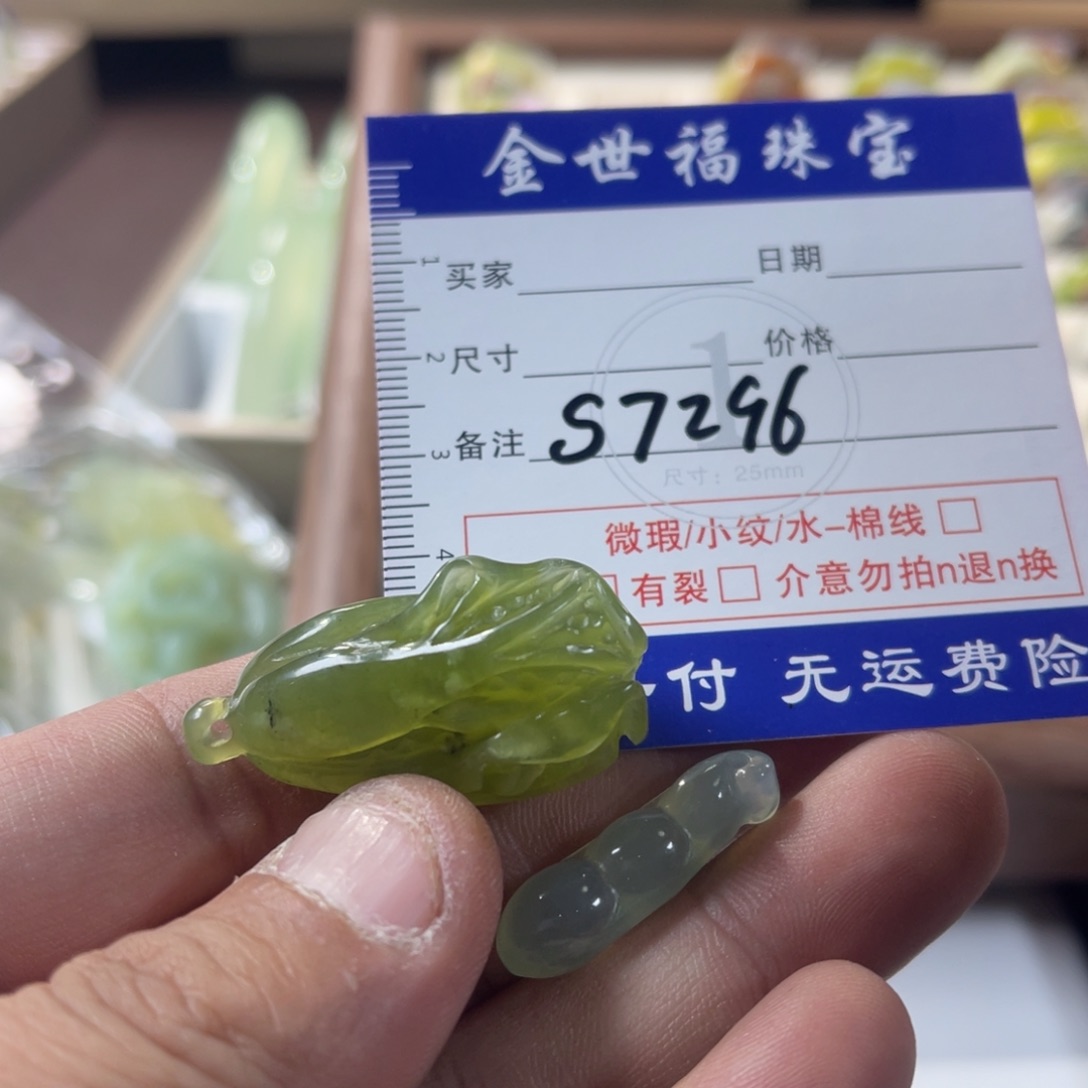 金世福珠宝
买家 日期
尺寸 价格
1
备注 S7296
尺寸：25mm
微瑕/小纹/水-棉线 □
□ 有裂 □ 介意勿拍n退n换
付 无运费险
1
2
3
4